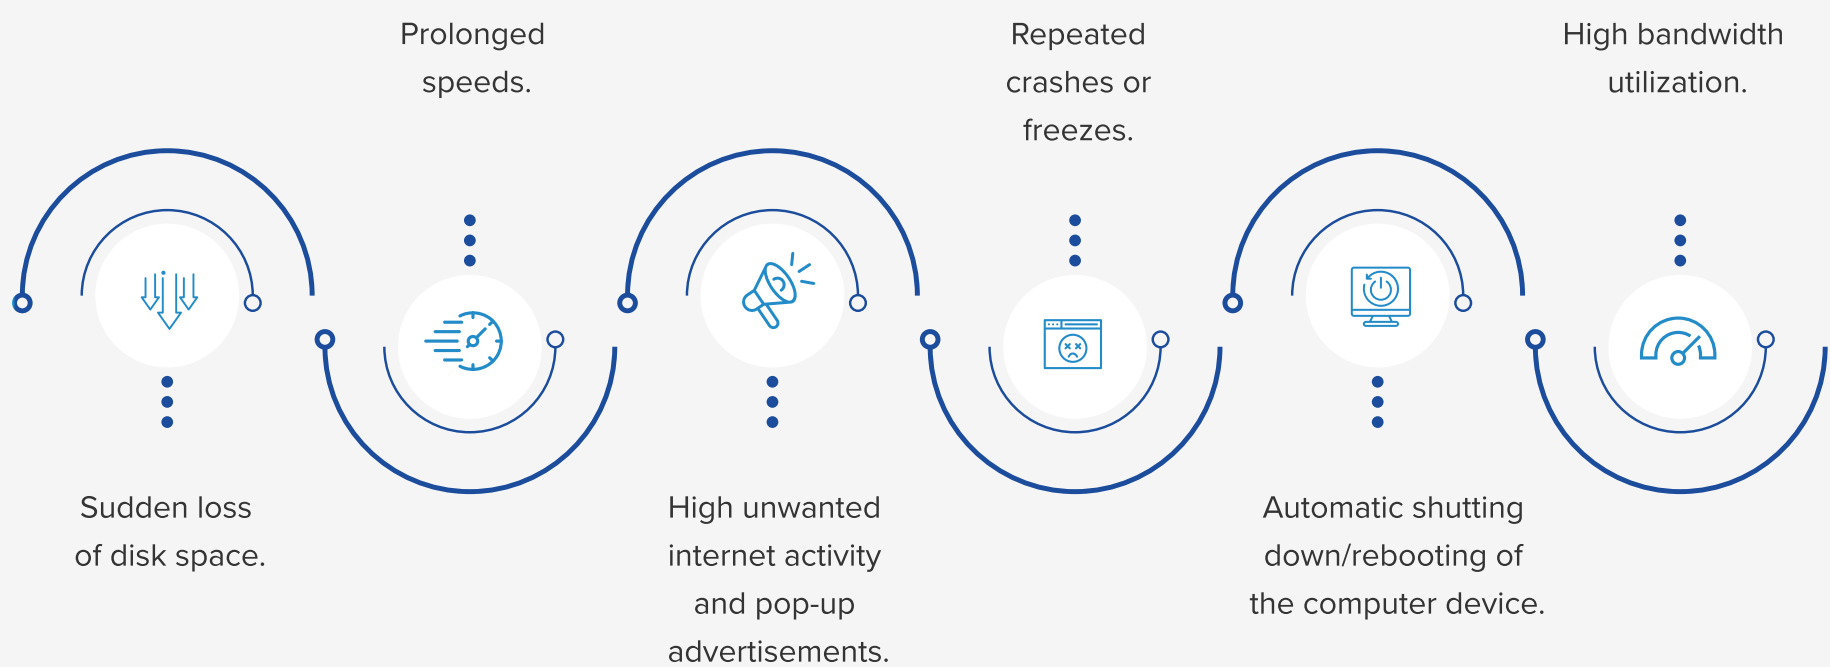 Sudden loss
of disk space.
Prolonged
speeds.
High unwanted
internet activity
and pop-up
advertisements.
Repeated
crashes or
freezes.
Automatic shutting
down/rebooting of
the computer device.
High bandwidth
utilization.